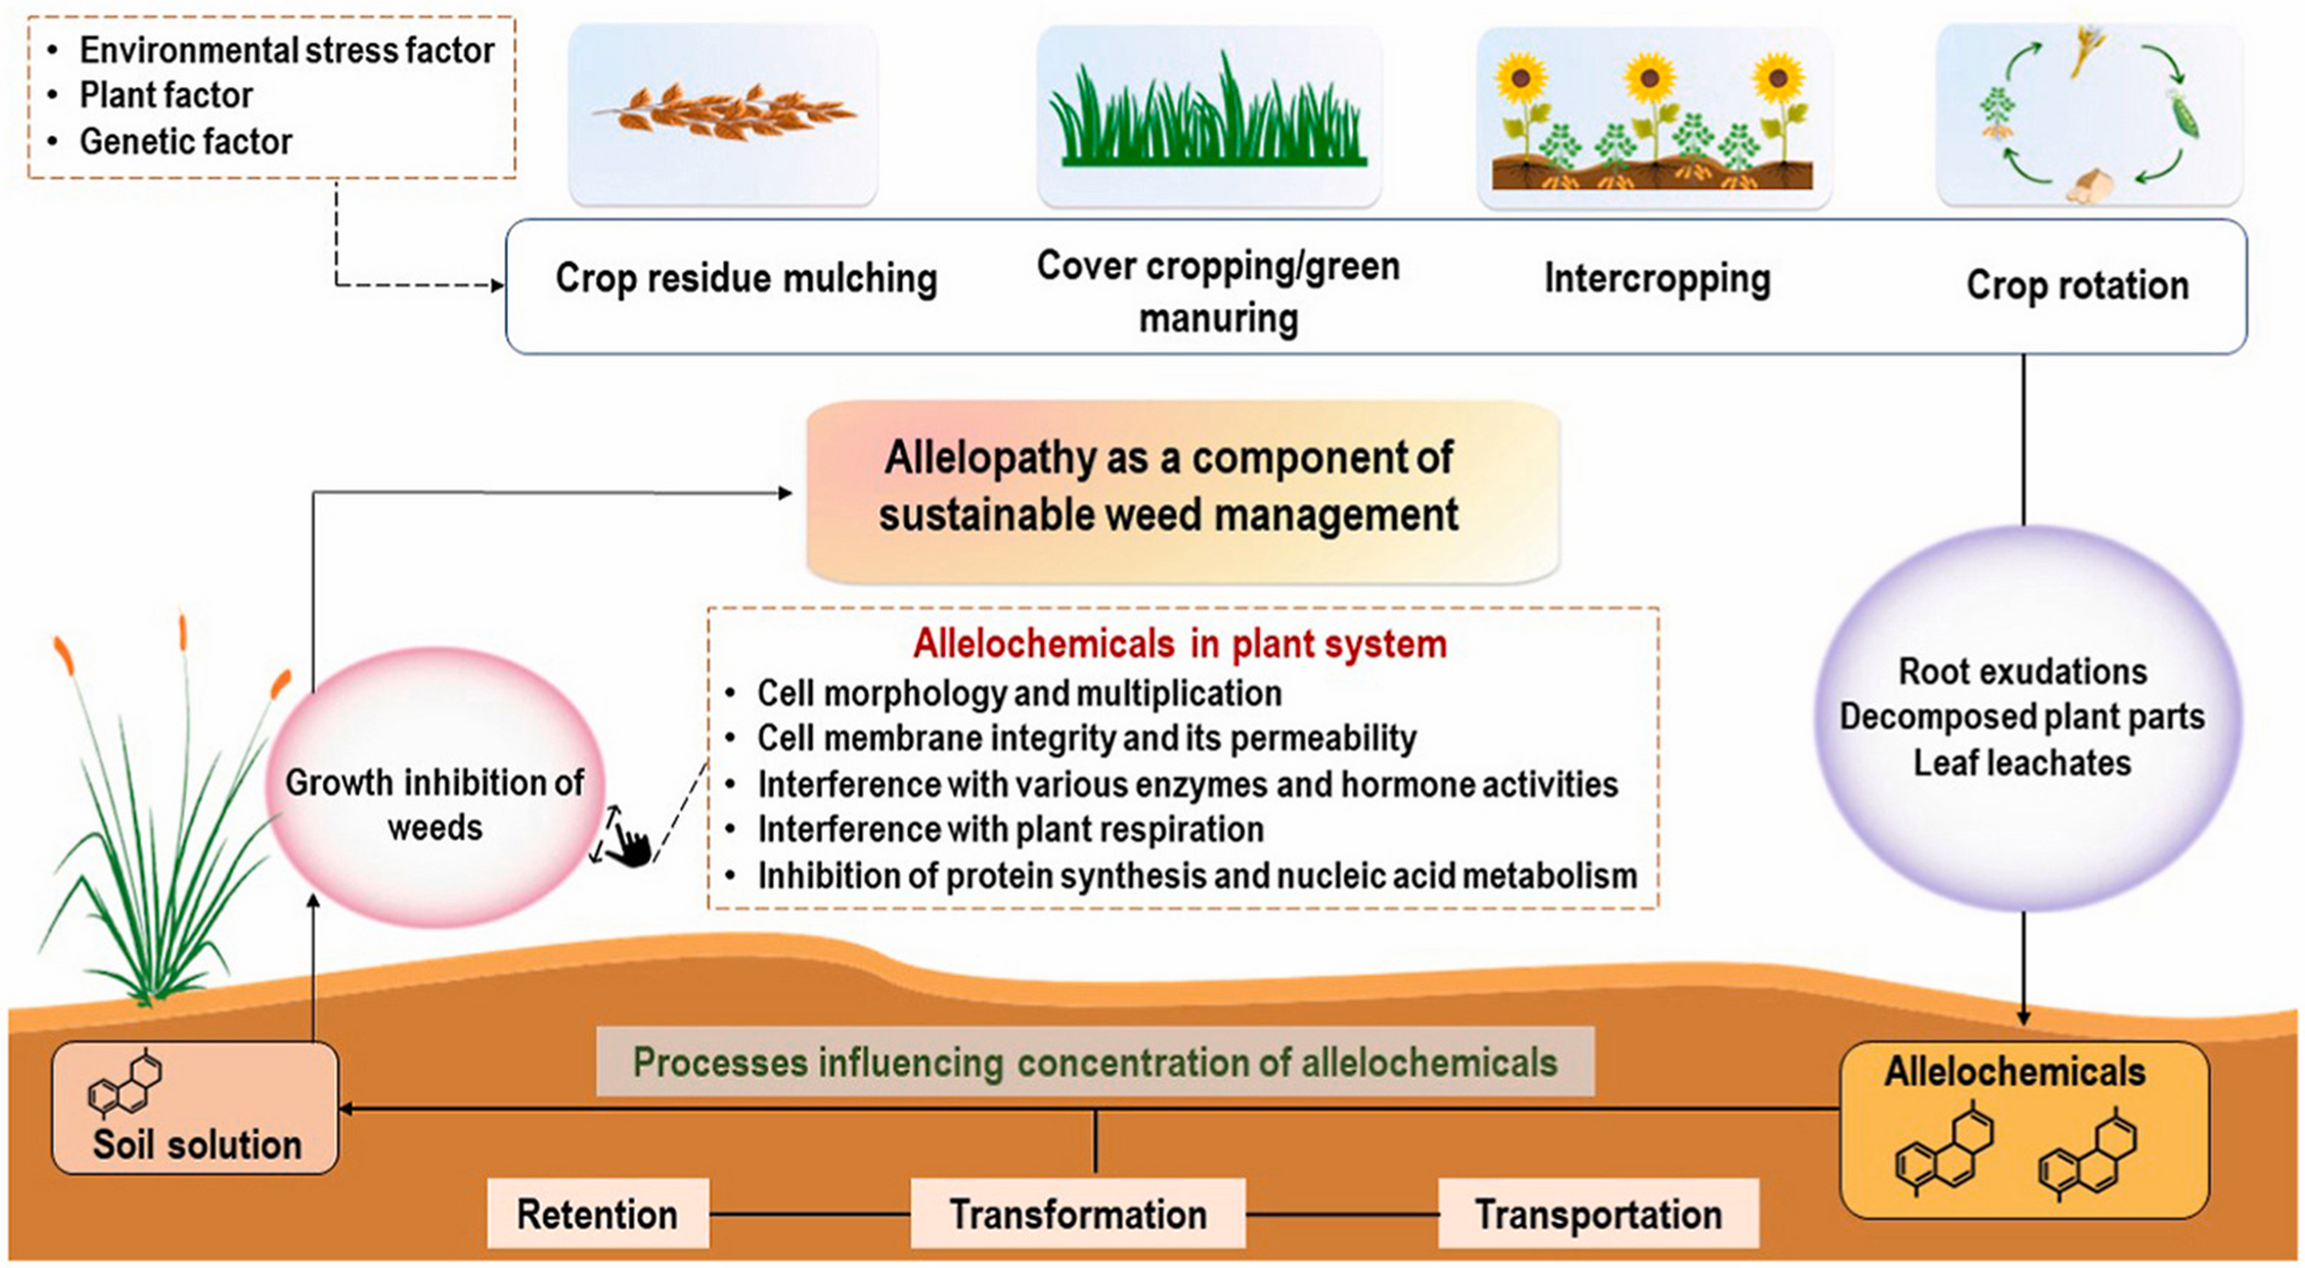 • Environmental stress factor
• Plant factor
• Genetic factor
Crop residue mulching
Cover cropping/green
manuring
Intercropping
Crop rotation
Allelopathy as a component of
sustainable weed management
Allelochemicals in plant system
• Cell morphology and multiplication
• Cell membrane integrity and its permeability
• Interference with various enzymes and hormone activities
• Interference with plant respiration
• Inhibition of protein synthesis and nucleic acid metabolism
Growth inhibition of
weeds
Root exudations
Decomposed plant parts
Leaf leachates
Processes influencing concentration of allelochemicals
Allelochemicals
Soil solution
Retention
Transformation
Transportation